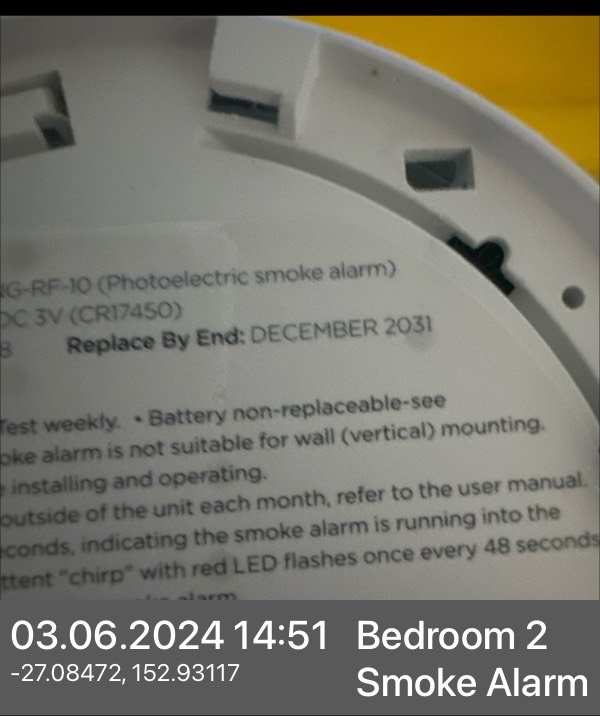 NG-RF-10 (Photoelectric smoke alarm)
DC 3V (CR17450)
Replace By End: DECEMBER 2031
Test weekly. • Battery non-replaceable-see
oke alarm is not suitable for wall (vertical) mounting.
installing and operating.
outside of the unit each month, refer to the user manual.
econds, indicating the smoke alarm is running into the
ttent "chirp" with red LED flashes once every 48 seconds
alarm
03.06.2024 14:51
-27.08472, 152.93117
Bedroom 2
Smoke Alarm